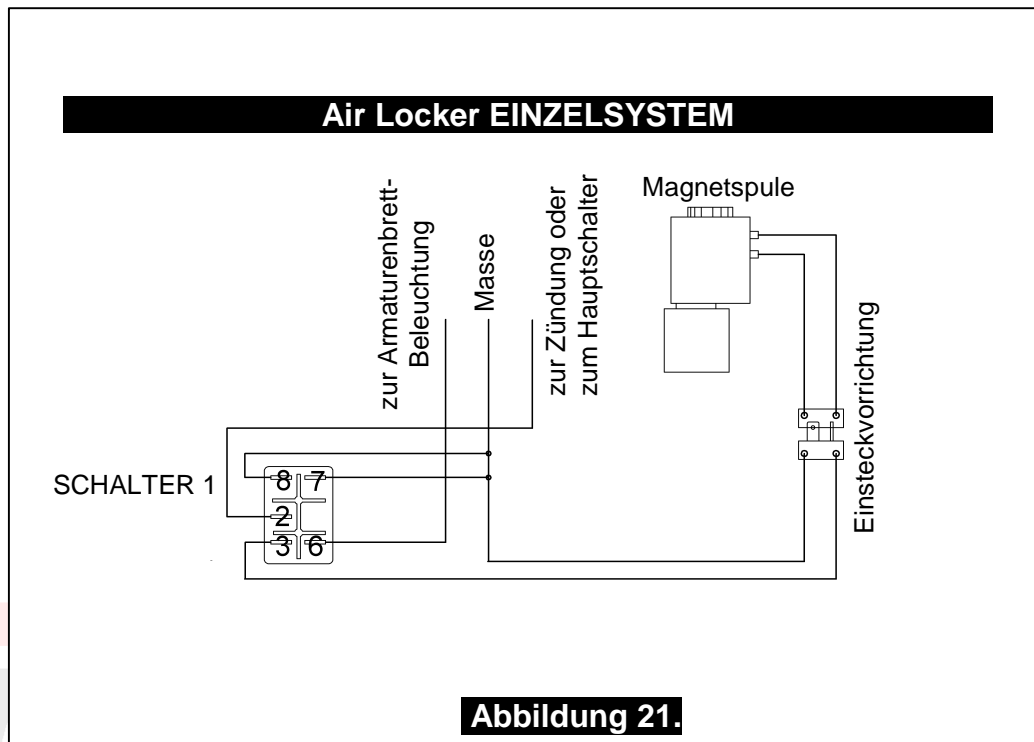 Air Locker EINZELSYSTEM
zur Armaturenbrett-
Beleuchtung
Masse
zur Zündung oder
zum Hauptschalter
Magnetspule
Einsteckvorrichtung
SCHALTER 1
8 7
2
3 6
Abbildung 21.